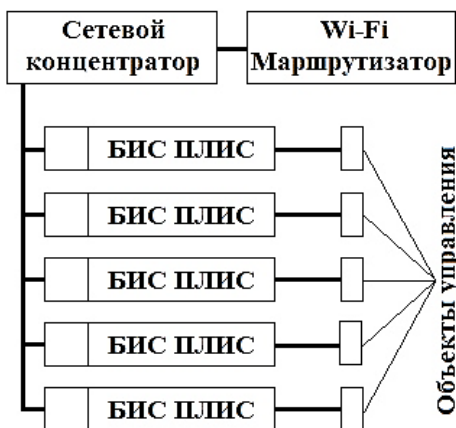 Сетевой
концентратор
Wi-Fi
Маршрутизатор
БИС ПЛИС
БИС ПЛИС
БИС ПЛИС
БИС ПЛИС
БИС ПЛИС
Объекты управления